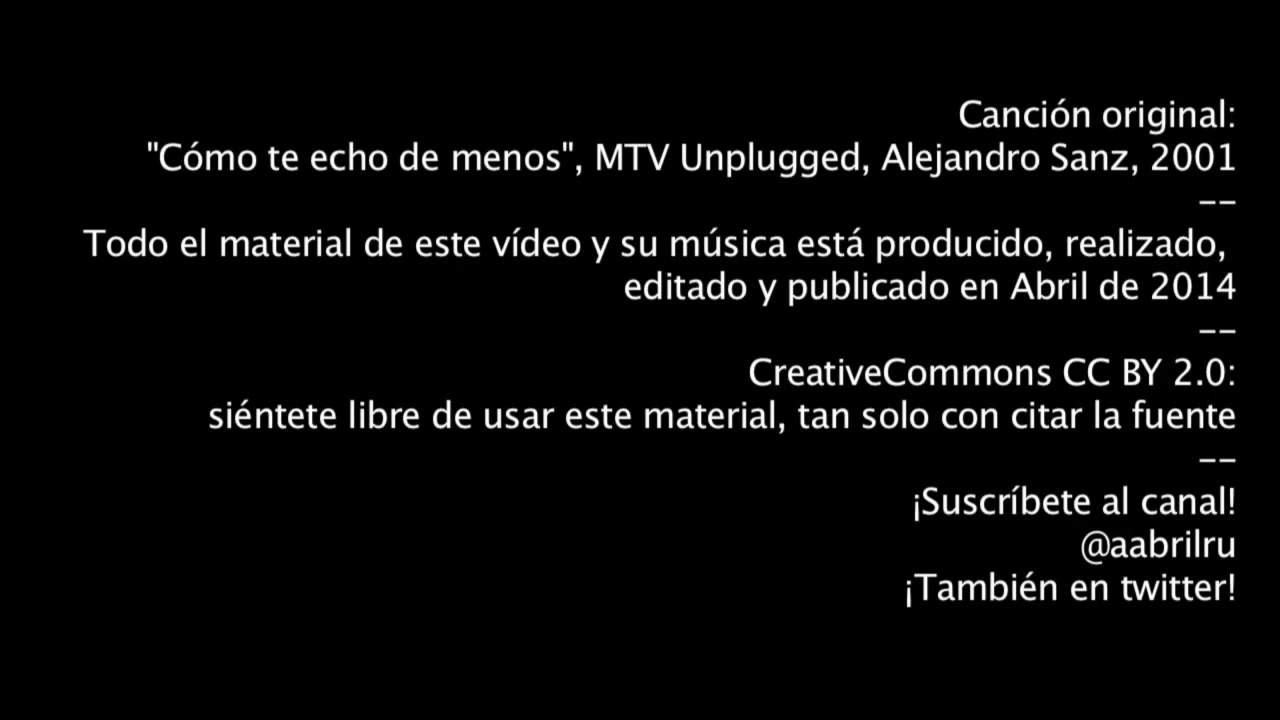 Canción original:
"Cómo te echo de menos", MTV Unplugged, Alejandro Sanz, 2001
--
Todo el material de este vídeo y su música está producido, realizado,
editado y publicado en Abril de 2014
--
CreativeCommons CC BY 2.0:
siéntete libre de usar este material, tan solo con citar la fuente
--
¡Suscríbete al canal!
@aabrilru
¡También en twitter!